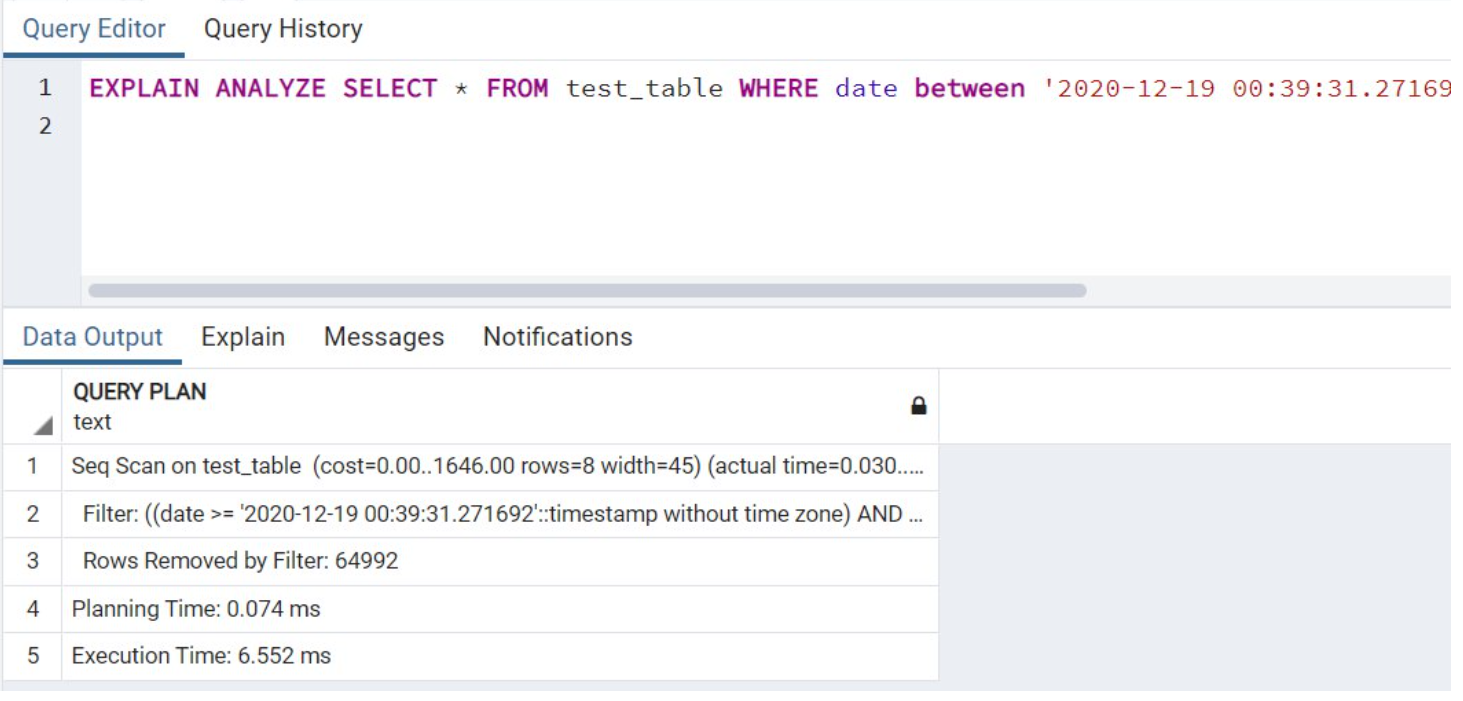 Query Editor Query History
1 EXPLAIN ANALYZE SELECT * FROM test_table WHERE date between '2020-12-19 00:39:31.27169
2
Data Output Explain Messages Notifications
QUERY PLAN
text
1 Seq Scan on test_table (cost=0.00..1646.00 rows=8 width=45) (actual time=0.030.....
2 Filter: ((date >= '2020-12-19 00:39:31.271692'::timestamp without time zone) AND ...
3 Rows Removed by Filter: 64992
4 Planning Time: 0.074 ms
5 Execution Time: 6.552 ms